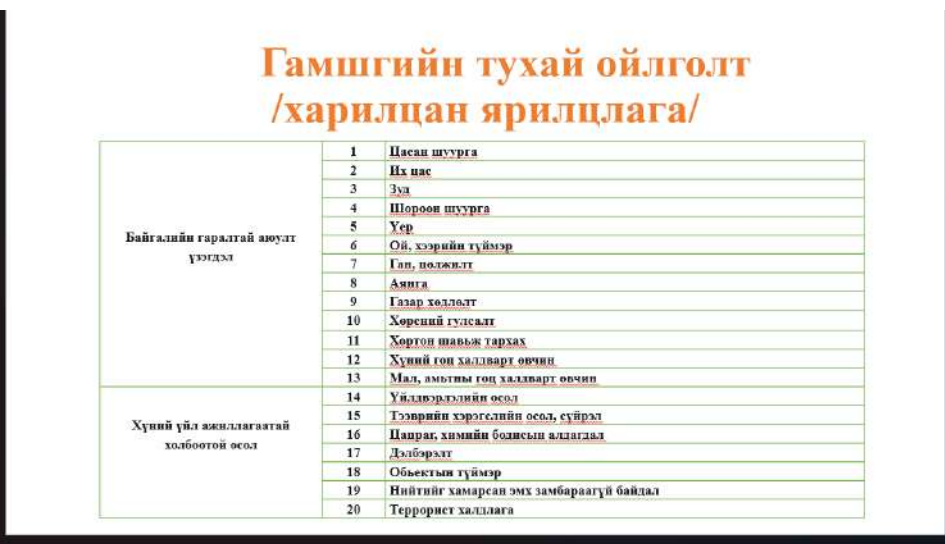 Гамшгийн тухай ойлголт
/харилцан ярилцлага/
Байгалийн гаралтай аюулт
үзэгдэл
1 Цасан шуурга
2 Их цас
3 Зуд
4 Шороон шуурга
5 Үер
6 Ой, хээрийн түймэр
7 Ган, цөлжилт
8 Аянга
9 Газар хөдлөлт
10 Хөрсний гулсалт
11 Хортон шавьж тархах
12 Хүний гоц халдварт өвчин
13 Мал, амьтны гоц халдварт өвчин
Хүний үйл ажиллагаатай
холбоотой осол
14 Үйлдвэрлэлийн осол
15 Тээврийн хэрэгслийн осол, сүйрэл
16 Цацраг, химийн бодисын алдагдал
17 Дэлбэрэлт
18 Обьектын түймэр
19 Нийтийг хамарсан эмх замбараагүй байдал
20 Террорист халдлага